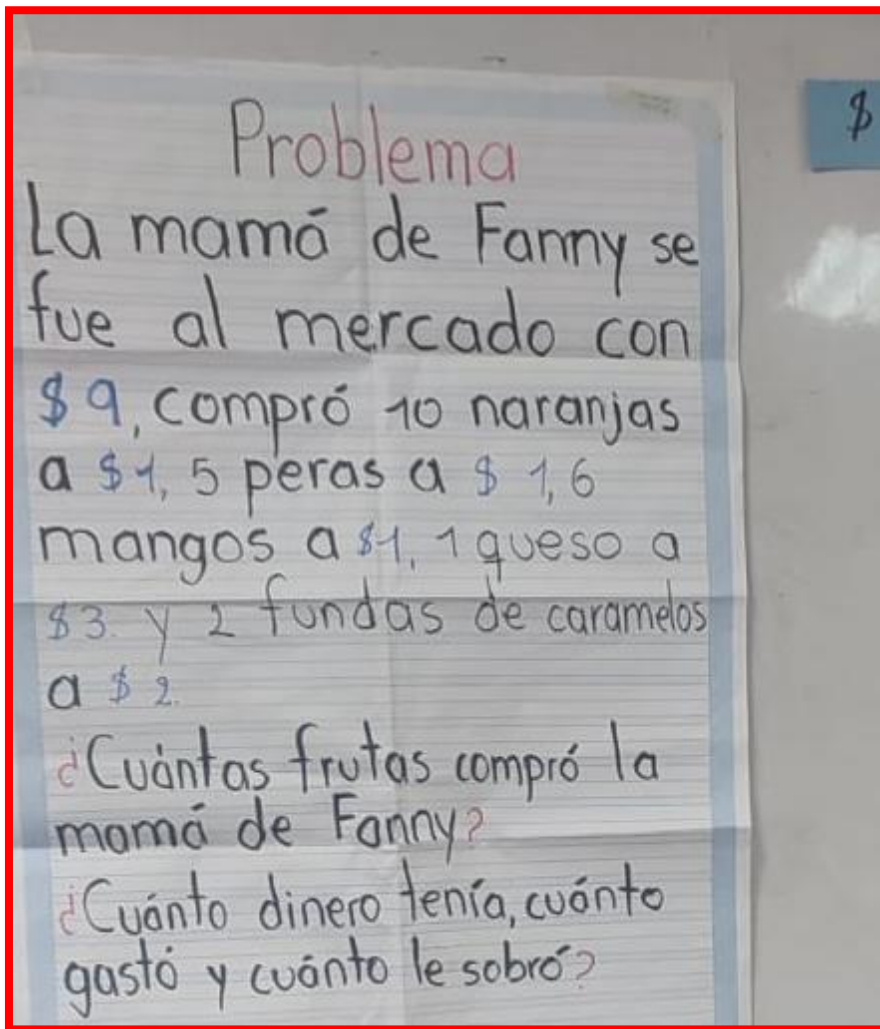 Problema
$
La mamá de Fanny se
fue al mercado con
$9, compró 10 naranjas
a $1, 5 peras a $ 1, 6
mangos a $1, 1 queso a
$3. y 2 fundas de caramelos
a $ 2.
¿Cuántas frutas compró la
mamá de Fanny?
¿Cuánto dinero tenía, cuánto
gastó y cuánto le sobró?